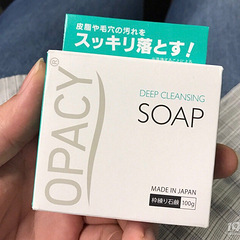 皮脂や毛穴の汚れを
スッキリ落とす!
OPACY®
DEEP CLEANSING
SOAP
MADE IN JAPAN
枠練り石鹸 100g